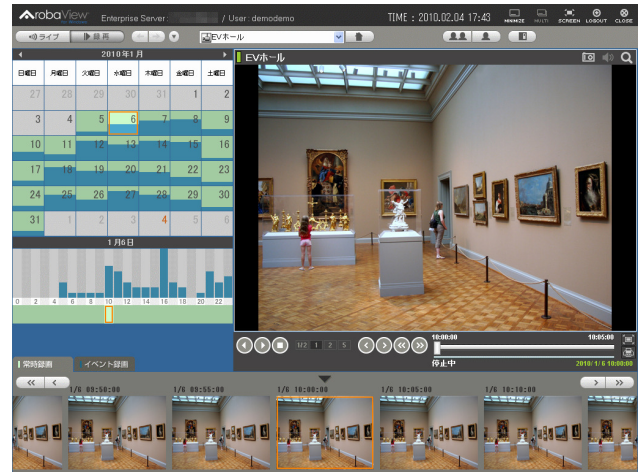 ArobaView Enterprise Server: / User: demodemo TIME : 2010.02.04 17:43 MINIMIZE MULTI SCREEN LOGOUT CLOSE
ライブ 録再 EVホール
2010年1月
EVホール
日曜日 月曜日 火曜日 水曜日 木曜日 金曜日 土曜日
27 28 29 30 31 1 2
3 4 5 6 7 8 9
10 11 12 13 14 15 16
17 18 19 20 21 22 23
24 25 26 27 28 29 30
31 1 2 3 4 5 6
1月6日
0 2 4 6 8 10 12 14 16 18 20 22
1/2 1 2 5
10:00:00 10:05:00
停止中 2010/1/6 10:00:00
常時録画 イベント録画
1/6 09:50:00 1/6 09:55:00 1/6 10:00:00 1/6 10:05:00 1/6 10:10:00